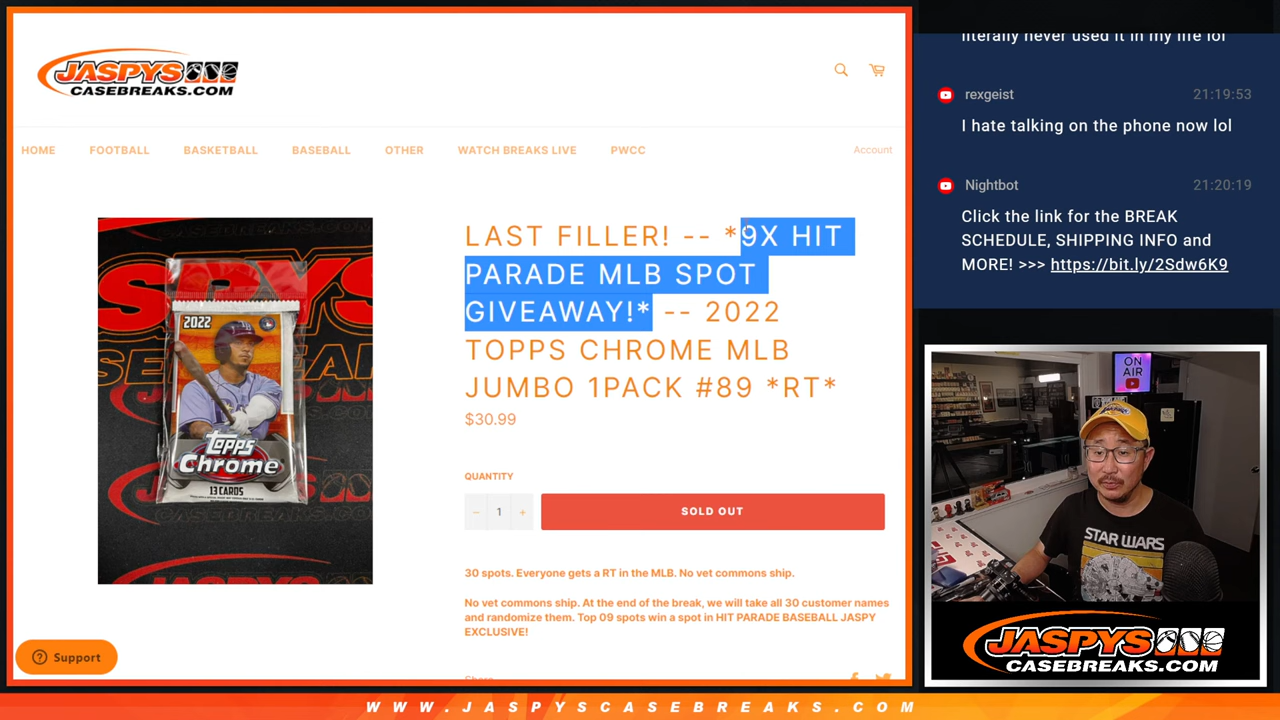 JASPYS
CASEBREAKS.COM
HOME FOOTBALL BASKETBALL BASEBALL OTHER WATCH BREAKS LIVE PWCC Account
2022
TOPPS
Chrome
13 CARDS
LAST FILLER! -- *9X HIT
PARADE MLB SPOT
GIVEAWAY!* -- 2022
TOPPS CHROME MLB
JUMBO 1PACK #89 *RT*
$30.99
QUANTITY
− 1 +
SOLD OUT
30 spots. Everyone gets a RT in the MLB. No vet commons ship.
No vet commons ship. At the end of the break, we will take all 30 customer names
and randomize them. Top 09 spots win a spot in HIT PARADE BASEBALL JASPY
EXCLUSIVE!
Support
literally never used it in my life lol
rexgeist 21:19:53
I hate talking on the phone now lol
Nightbot 21:20:19
Click the link for the BREAK
SCHEDULE, SHIPPING INFO and
MORE! >>> https://bit.ly/2Sdw6K9
ON
AIR
STAR WARS
JASPYS
CASEBREAKS.COM
WWW.JASPYSCASEBREAKS.COM